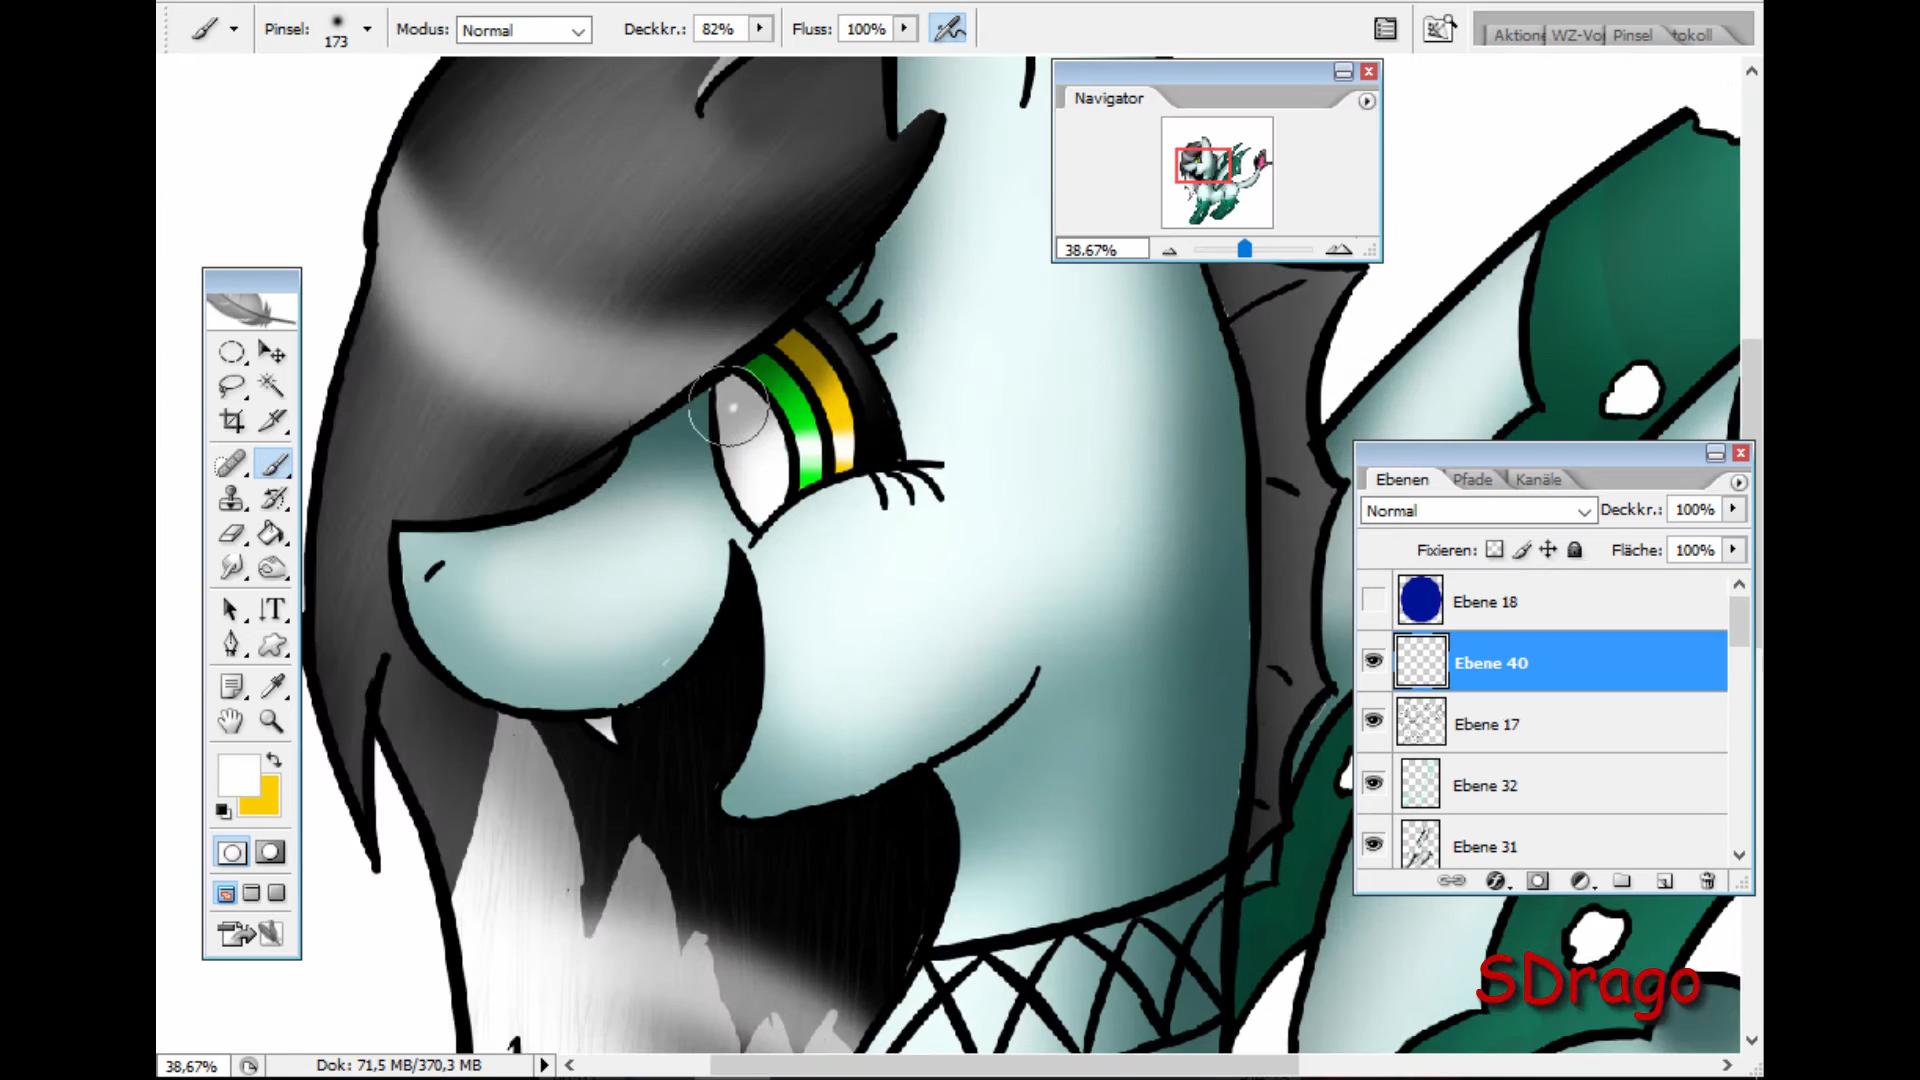 Pinsel: 173 Modus: Normal Deckkr.: 82% Fluss: 100%
Aktione WZ-Vor Pinsel tokoll
Navigator
38,67%
Ebenen Pfade Kanäle
Normal Deckkr.: 100%
Fixieren: Fläche: 100%
Ebene 18
Ebene 40
Ebene 17
Ebene 32
Ebene 31
SDrago
38,67% Dok: 71,5 MB/370,3 MB